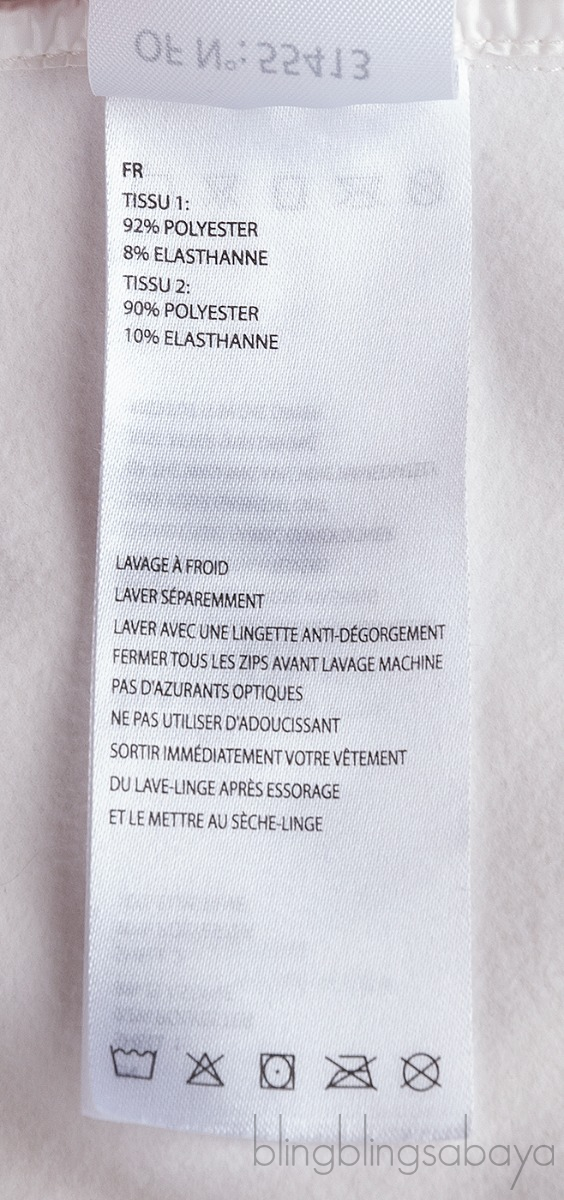 OF N°: 55413
FR
TISSU 1:
92% POLYESTER
8% ELASTHANNE
TISSU 2:
90% POLYESTER
10% ELASTHANNE
LAVAGE À FROID
LAVER SÉPAREMMENT
LAVER AVEC UNE LINGETTE ANTI-DÉGORGEMENT
FERMER TOUS LES ZIPS AVANT LAVAGE MACHINE
PAS D'AZURANTS OPTIQUES
NE PAS UTILISER D'ADOUCISSANT
SORTIR IMMÉDIATEMENT VOTRE VÊTEMENT
DU LAVE-LINGE APRÈS ESSORAGE
ET LE METTRE AU SÈCHE-LINGE
blingblingsabaya